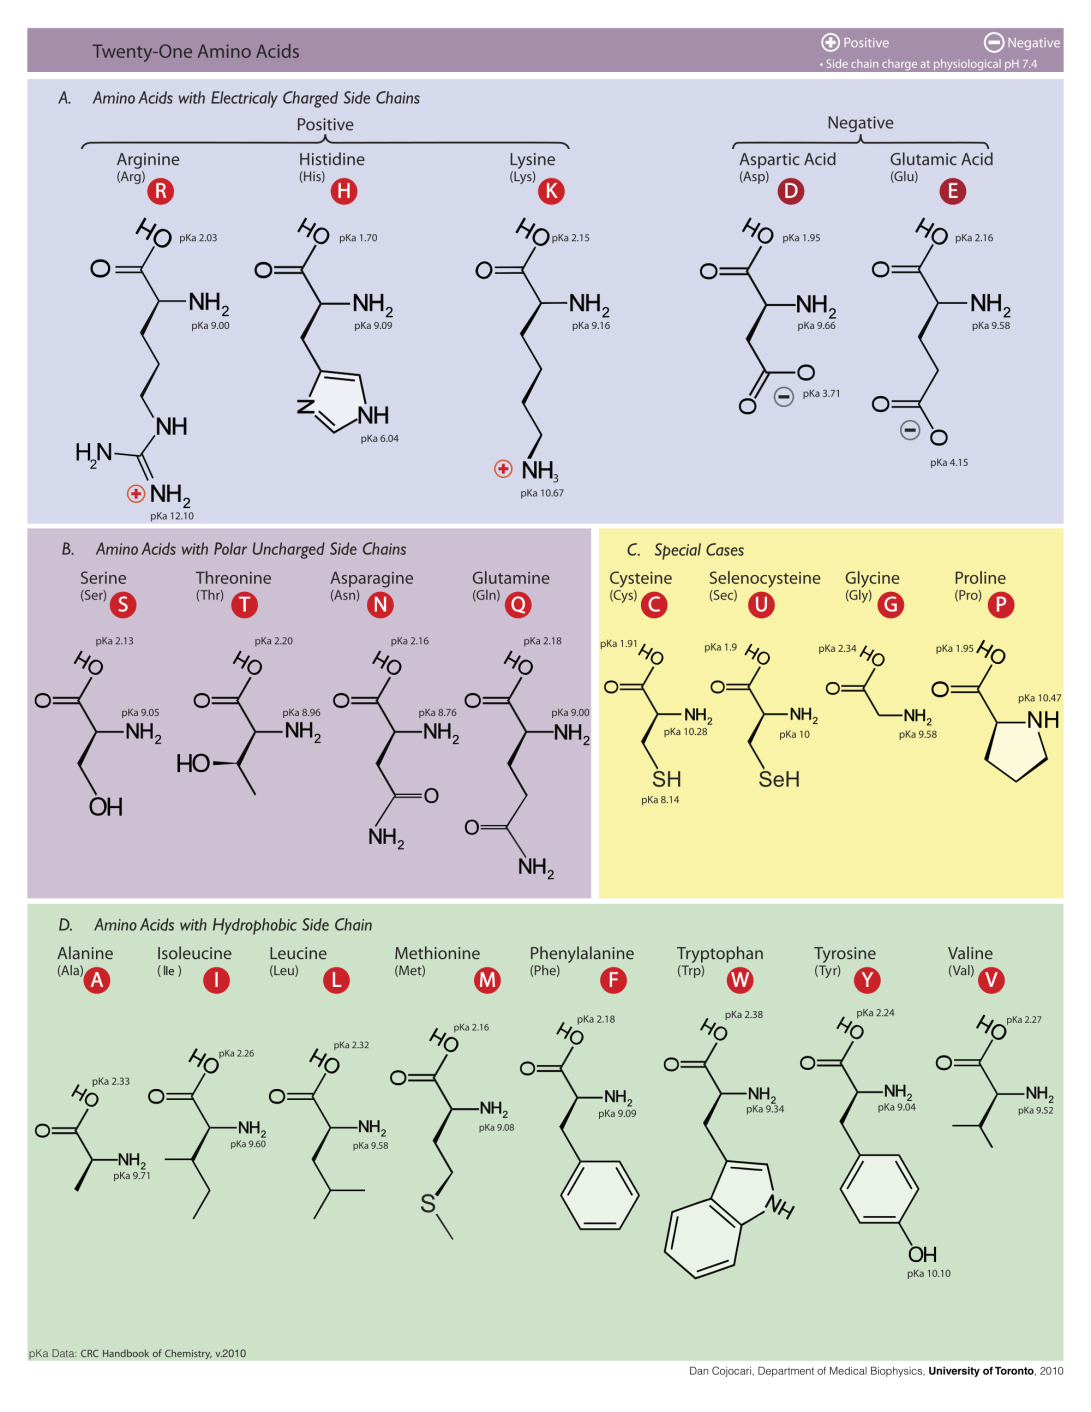 Twenty-One Amino Acids
+ Positive
− Negative
• Side chain charge at physiological pH 7.4
A. Amino Acids with Electricaly Charged Side Chains
Positive
Negative
Arginine
(Arg)
R
Histidine
(His)
H
Lysine
(Lys)
K
Aspartic Acid
(Asp)
D
Glutamic Acid
(Glu)
E
HO pKa 2.03
O
NH2
pKa 9.00
NH
H2N
+ NH2
pKa 12.10
HO pKa 1.70
O
NH2
pKa 9.09
N
NH
pKa 6.04
HO pKa 2.15
O
NH2
pKa 9.16
+ NH3
pKa 10.67
HO pKa 1.95
O
NH2
pKa 9.66
O
O − pKa 3.71
HO pKa 2.16
O
NH2
pKa 9.58
O
− O
pKa 4.15
B. Amino Acids with Polar Uncharged Side Chains
Serine
(Ser)
S
Threonine
(Thr)
T
Asparagine
(Asn)
N
Glutamine
(Gln)
Q
pKa 2.13
HO
O
pKa 9.05
NH2
OH
pKa 2.20
HO
O
pKa 8.96
NH2
HO
pKa 2.16
HO
O
pKa 8.76
NH2
O
NH2
pKa 2.18
HO
O
pKa 9.00
NH2
O
NH2
C. Special Cases
Cysteine
(Cys)
C
Selenocysteine
(Sec)
U
Glycine
(Gly)
G
Proline
(Pro)
P
pKa 1.91 HO
O
NH2
pKa 10.28
SH
pKa 8.14
pKa 1.9 HO
O
NH2
pKa 10
SeH
pKa 2.34 HO
O
NH2
pKa 9.58
pKa 1.95 HO
O
pKa 10.47
NH
D. Amino Acids with Hydrophobic Side Chain
Alanine
(Ala)
A
Isoleucine
(Ile )
I
Leucine
(Leu)
L
Methionine
(Met)
M
Phenylalanine
(Phe)
F
Tryptophan
(Trp)
W
Tyrosine
(Tyr)
Y
Valine
(Val)
V
pKa 2.33
HO
O
NH2
pKa 9.71
HO pKa 2.26
O
NH2
pKa 9.60
pKa 2.32
HO
O
NH2
pKa 9.58
pKa 2.16
HO
O
NH2
pKa 9.08
S
pKa 2.18
HO
O
NH2
pKa 9.09
pKa 2.38
HO
O
NH2
pKa 9.34
NH
pKa 2.24
HO
O
NH2
pKa 9.04
OH
pKa 10.10
pKa 2.27
HO
O
NH2
pKa 9.52
pKa Data: CRC Handbook of Chemistry, v.2010
Dan Cojocari, Department of Medical Biophysics, University of Toronto, 2010